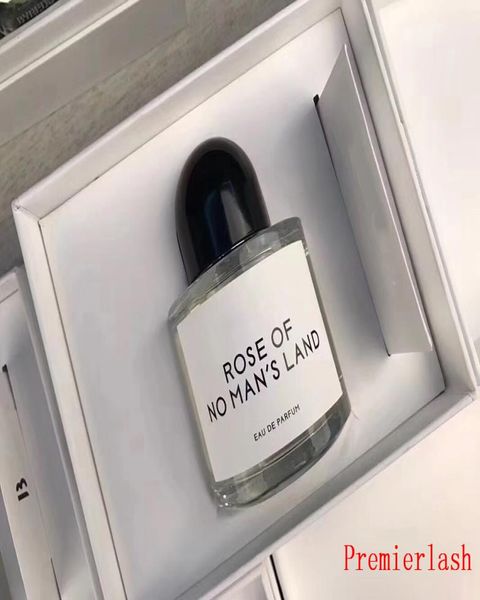 ROSE OF
NO MAN'S LAND
EAU DE PARFUM
Premierlash